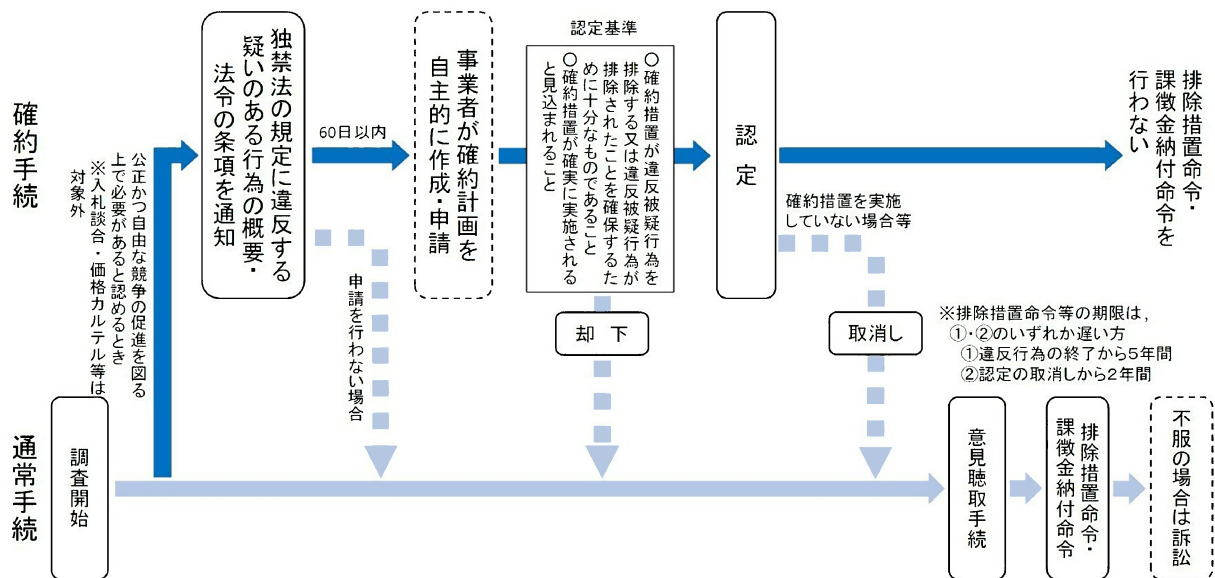 確約手続
公正かつ自由な競争の促進を図る
上で必要があると認めるとき
※入札談合・価格カルテル等は
対象外
独禁法の規定に違反する
疑いのある行為の概要・
法令の条項を通知
60日以内
申請を行わない場合
事業者が確約計画を
自主的に作成・申請
認定基準
○確約措置が違反被疑行為を
排除する又は違反被疑行為が
排除されたことを確保するた
めに十分なものであること
○確約措置が確実に実施される
と見込まれること
却 下
認 定
確約措置を実施
していない場合等
取消し
排除措置命令・
課徴金納付命令を
行わない
※排除措置命令等の期限は,
①・②のいずれか遅い方
①違反行為の終了から5年間
②認定の取消しから2年間
通常手続
調査開始
意見聴取手続
排除措置命令・
課徴金納付命令
不服の場合は訴訟